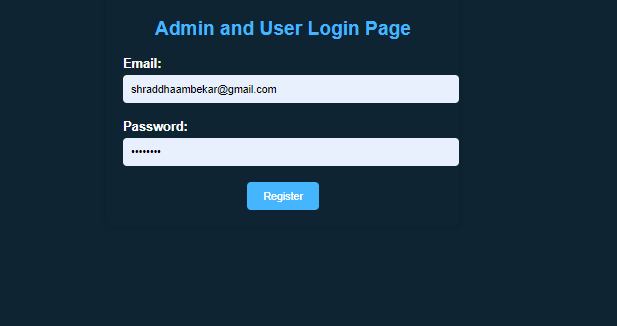 Admin and User Login Page
Email:
shraddhaambekar@gmail.com
Password:
••••••••
Register